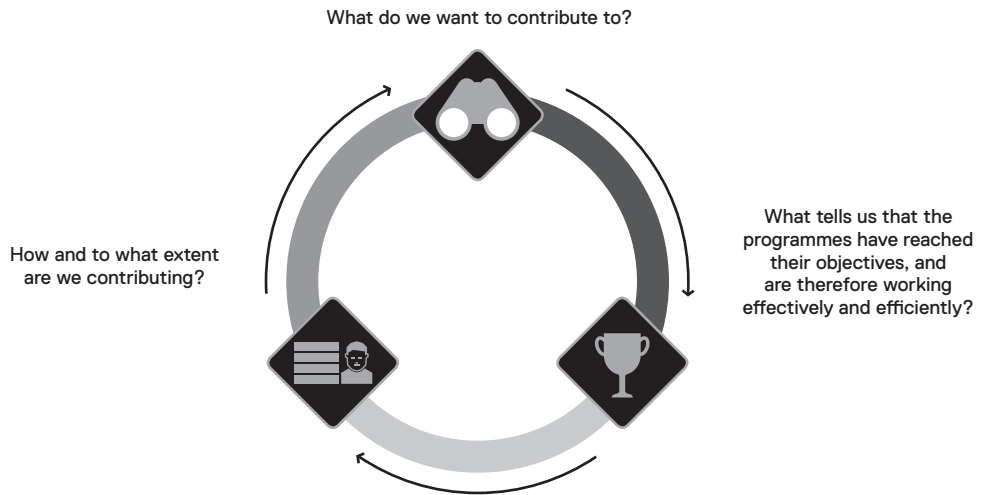 What do we want to contribute to?
What tells us that the
programmes have reached
their objectives, and
are therefore working
effectively and efficiently?
How and to what extent
are we contributing?